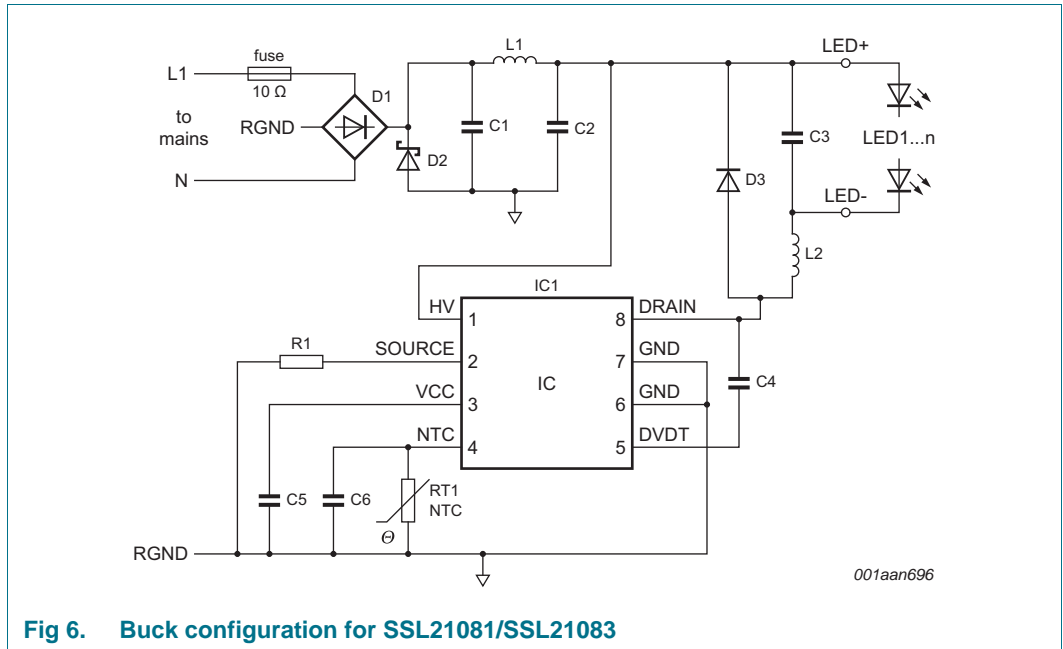 L1
fuse
10 Ω
to
mains
RGND
N
D1
D2
L1
C1
C2
LED+
LED1...n
LED-
C3
D3
L2
IC1
HV
1
DRAIN
8
R1
SOURCE
2
GND
7
VCC
3
IC
GND
6
NTC
4
DVDT
5
C4
C5
C6
RT1
NTC
Θ
RGND
001aan696
Fig 6. Buck configuration for SSL21081/SSL21083